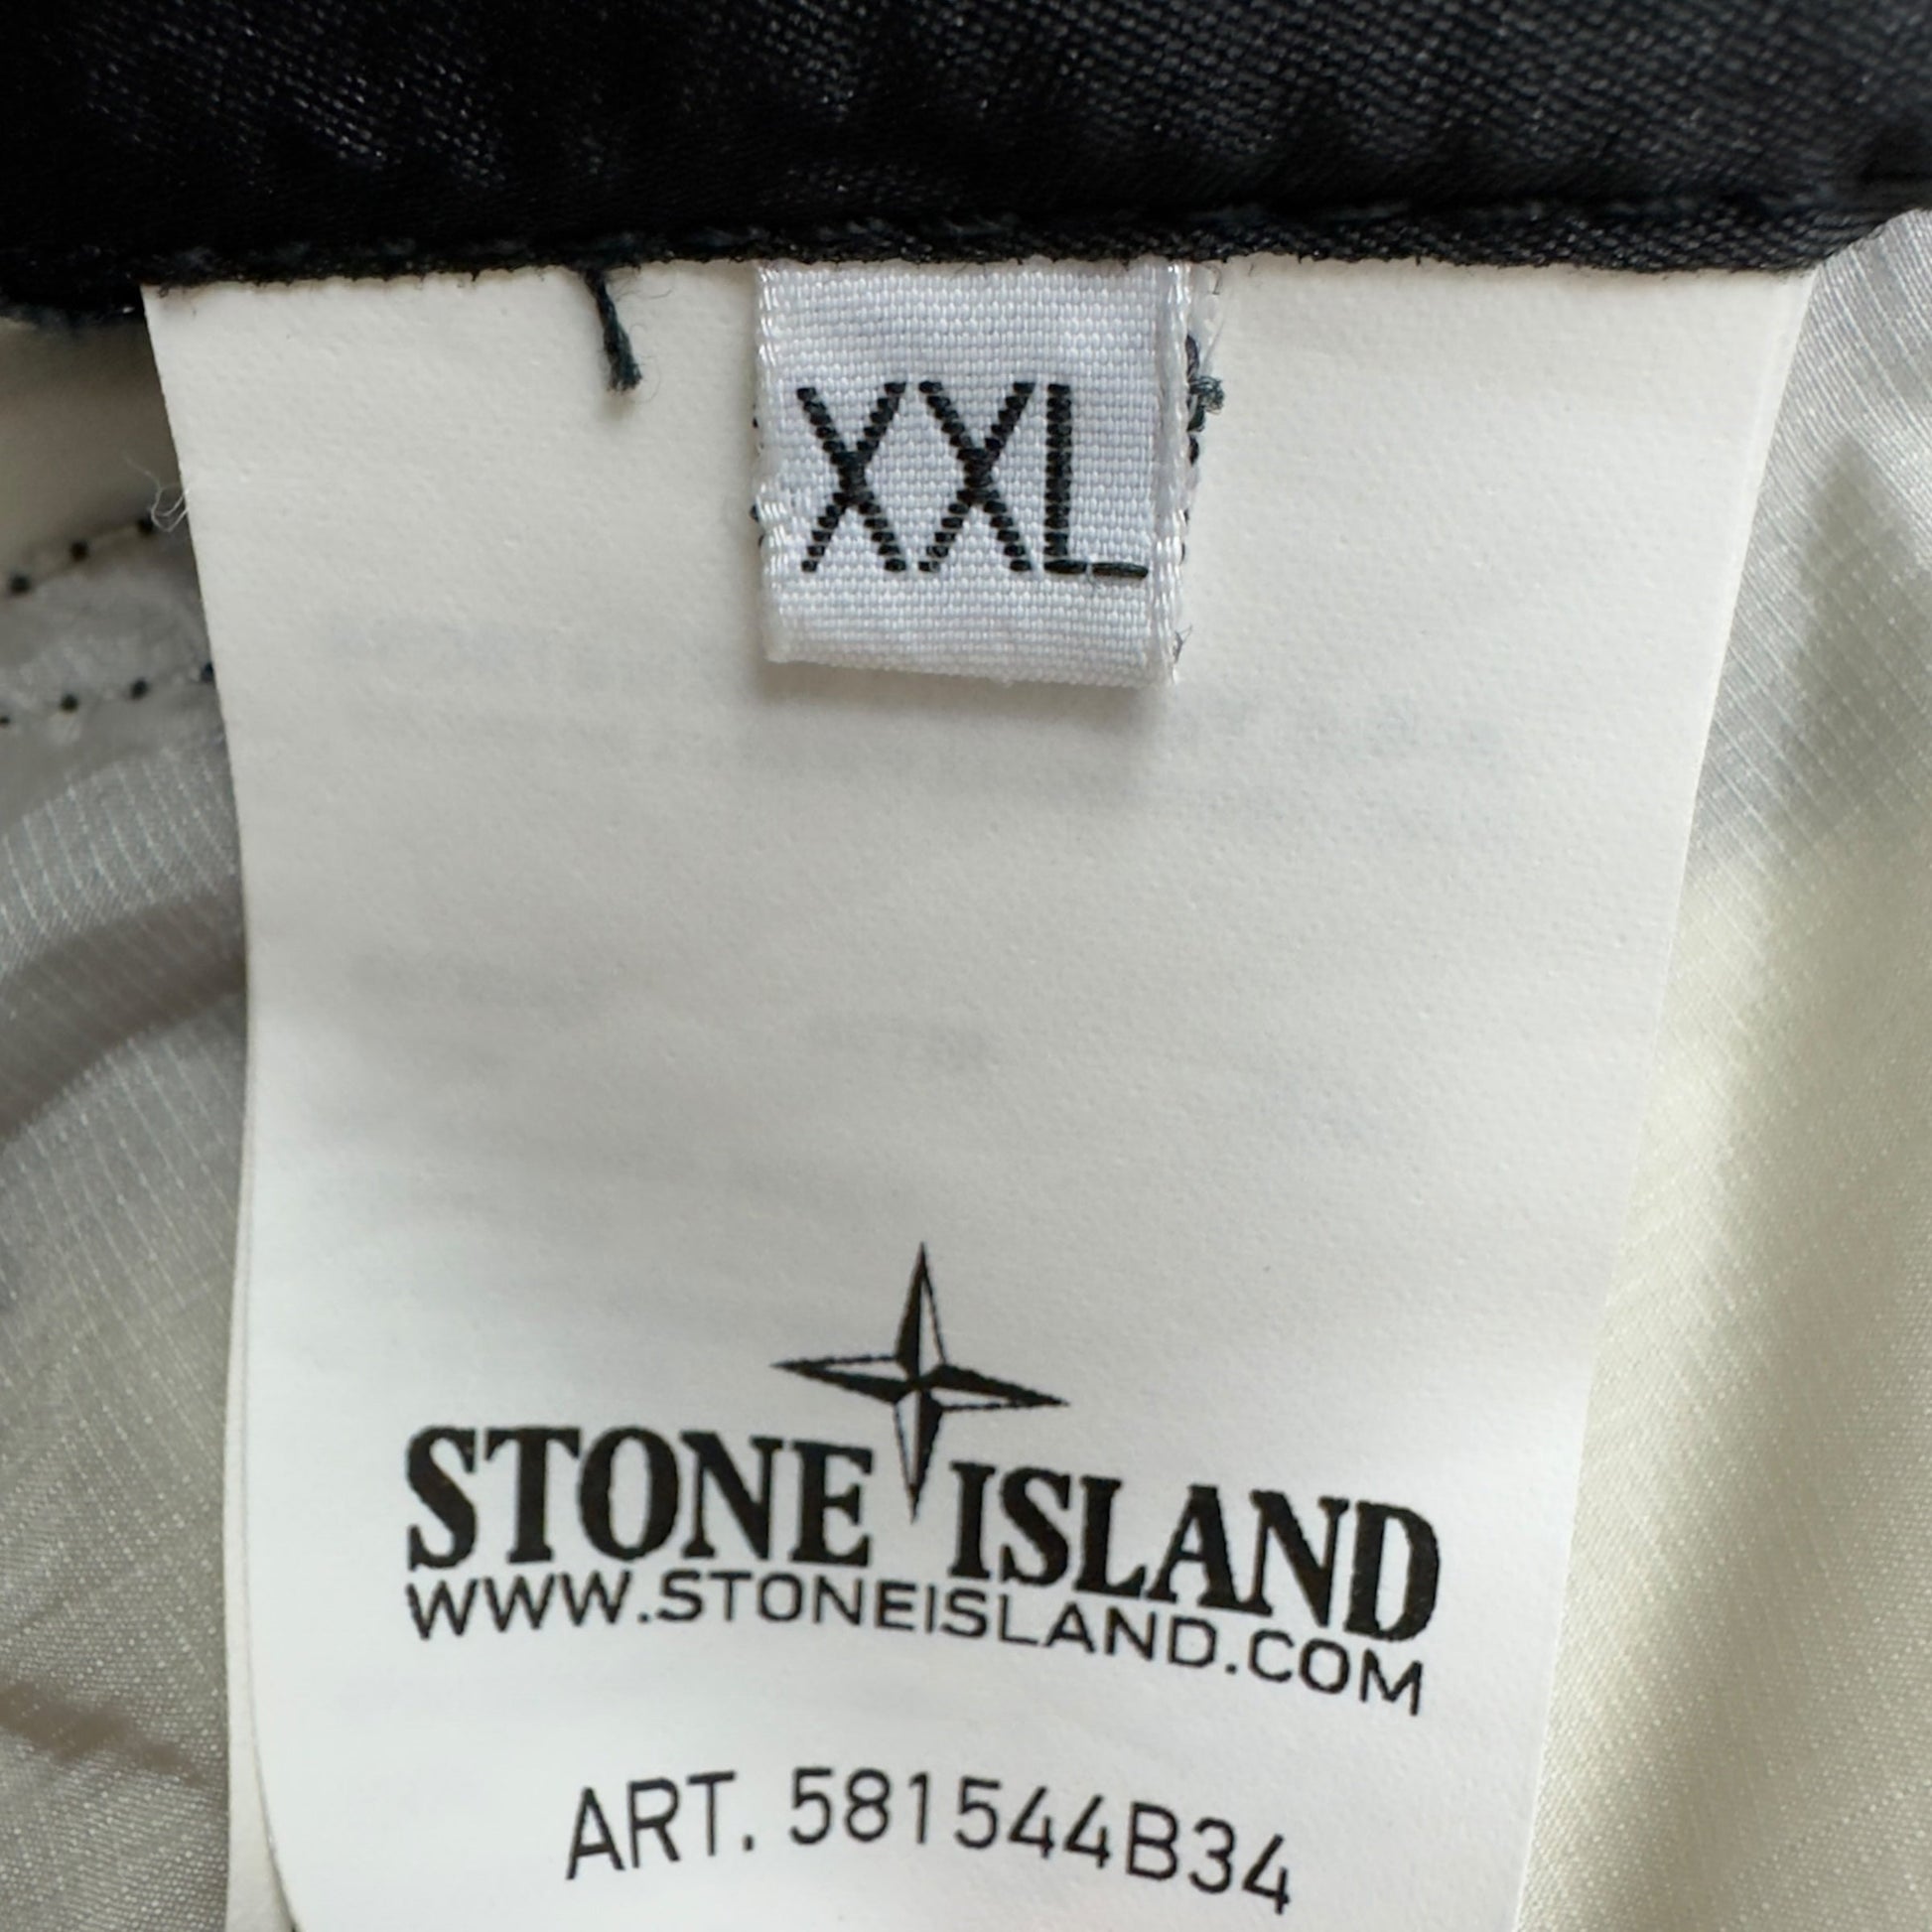 XXL
STONE ISLAND
WWW.STONEISLAND.COM
ART. 581544B34